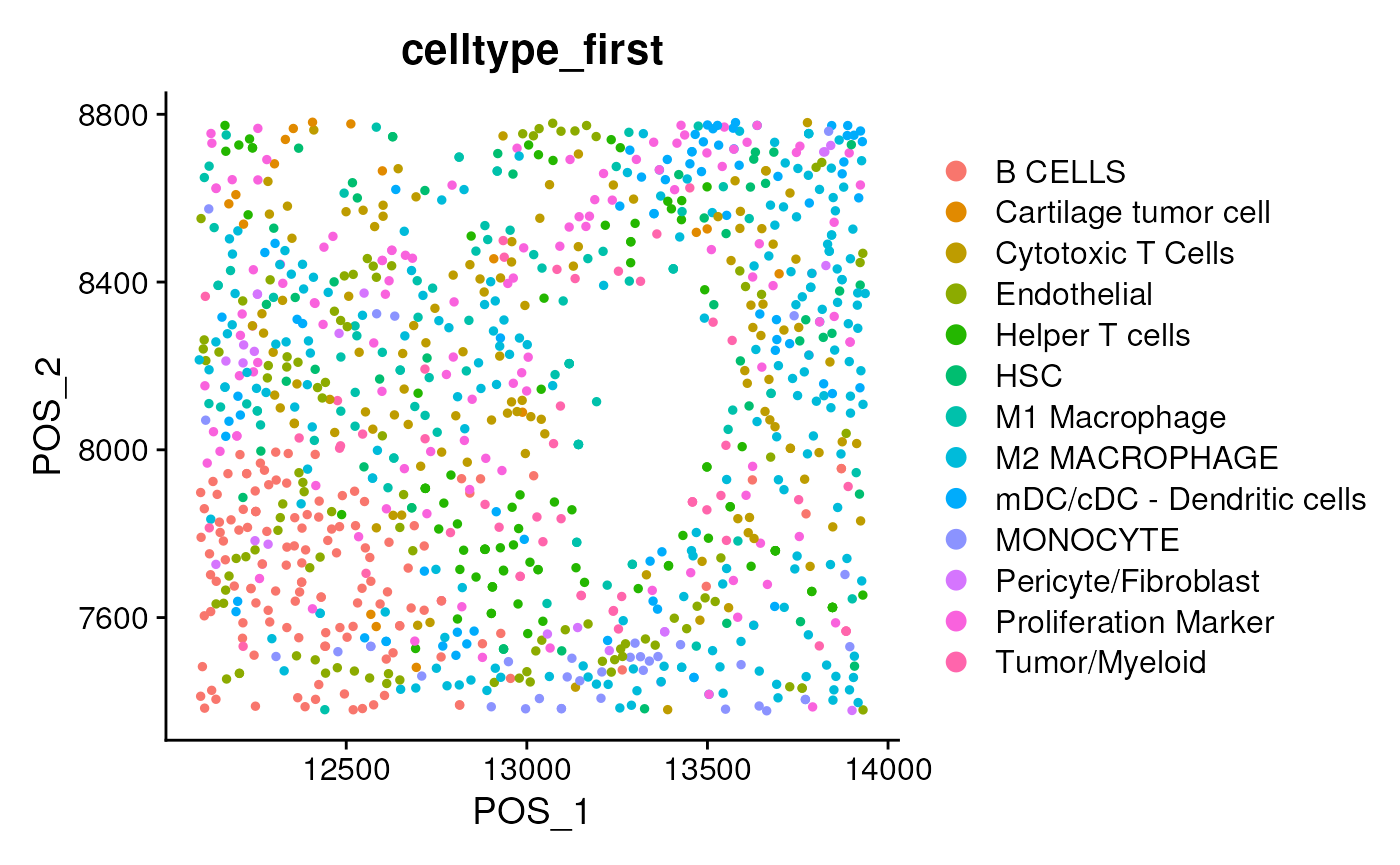 celltype_first
8800
8400
8000
7600
POS_2
12500
13000
13500
14000
POS_1
B CELLS
Cartilage tumor cell
Cytotoxic T Cells
Endothelial
Helper T cells
HSC
M1 Macrophage
M2 MACROPHAGE
mDC/cDC - Dendritic cells
MONOCYTE
Pericyte/Fibroblast
Proliferation Marker
Tumor/Myeloid